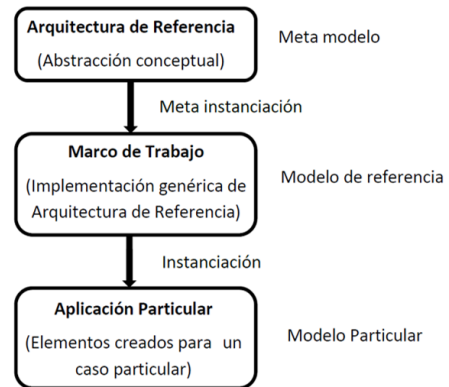 Arquitectura de Referencia
(Abstracción conceptual)
Meta modelo
Meta instanciación
Marco de Trabajo
(Implementación genérica de
Arquitectura de Referencia)
Modelo de referencia
Instanciación
Aplicación Particular
(Elementos creados para un
caso particular)
Modelo Particular